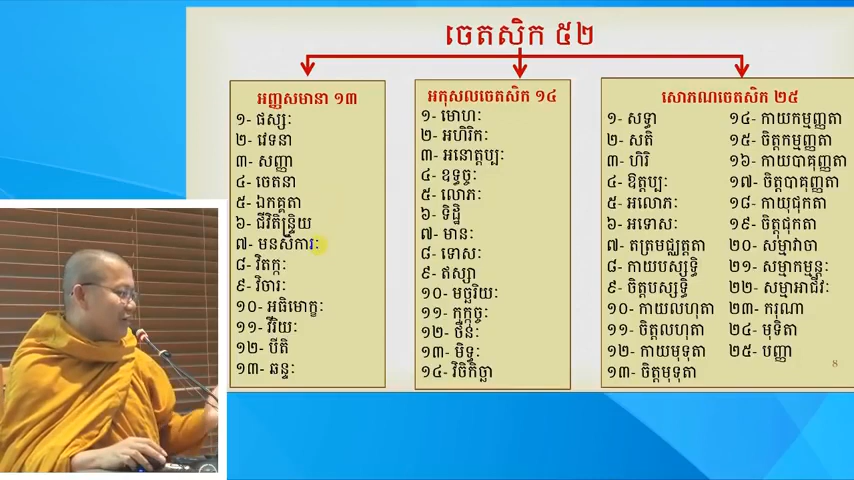 ចេតសិក ៥២
អញ្ញសមានា ១៣
១- ផស្សៈ
២- វេទនា
៣- សញ្ញា
៤- ចេតនា
៥- ឯកគ្គតា
៦- ជីវិតិន្ទ្រិយ
៧- មនសិការៈ
៨- វិតក្កៈ
៩- វិចារៈ
១០- អធិមោក្ខៈ
១១- វីរិយៈ
១២- បីតិ
១៣- ឆន្ទៈ
អកុសលចេតសិក ១៤
១- មោហៈ
២- អហិរិកៈ
៣- អនោត្តប្បៈ
៤- ឧទ្ធច្ចៈ
៥- លោភៈ
៦- ទិដ្ឋិ
៧- មានៈ
៨- ទោសៈ
៩- ឥស្សា
១០- មច្ឆរិយៈ
១១- កុក្កុច្ចៈ
១២- ថីនៈ
១៣- មិទ្ធៈ
១៤- វិចិកិច្ឆា
សោភណចេតសិក ២៥
១- សទ្ធា
២- សតិ
៣- ហិរិ
៤- ឱត្តប្បៈ
៥- អលោភៈ
៦- អទោសៈ
៧- តត្រមជ្ឈត្តតា
៨- កាយបស្សទ្ធិ
៩- ចិត្តបស្សទ្ធិ
១០- កាយលហុតា
១១- ចិត្តលហុតា
១២- កាយមុទុតា
១៣- ចិត្តមុទុតា
១៤- កាយកម្មញ្ញតា
១៥- ចិត្តកម្មញ្ញតា
១៦- កាយបាគុញ្ញតា
១៧- ចិត្តបាគុញ្ញតា
១៨- កាយុជុកតា
១៩- ចិត្តុជុកតា
២០- សម្មាវាចា
២១- សម្មាកម្មន្តៈ
២២- សម្មាអាជីវៈ
២៣- ករុណា
២៤- មុទិតា
២៥- បញ្ញា
8